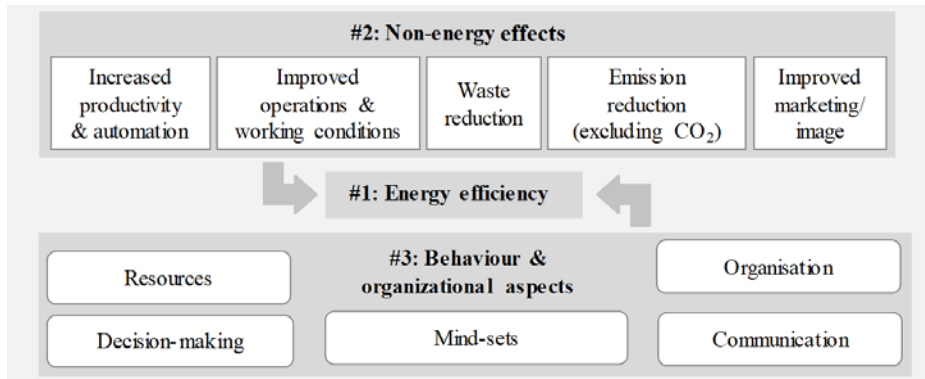 #2: Non-energy effects
Increased
productivity
& automation
Improved
operations &
working conditions
Waste
reduction
Emission
reduction
(excluding CO₂)
Improved
marketing/
image
#1: Energy efficiency
#3: Behaviour &
organizational aspects
Resources
Organisation
Decision-making
Mind-sets
Communication